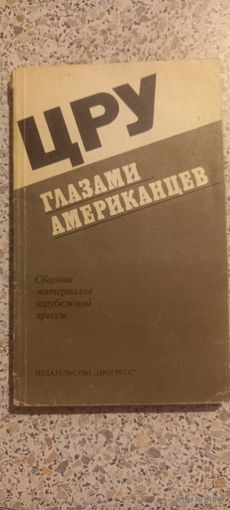 ЦРУ
ГЛАЗАМИ
АМЕРИКАНЦЕВ
Сборник
материалов
зарубежной
прессы
ИЗДАТЕЛЬСТВО "ПРОГРЕСС"